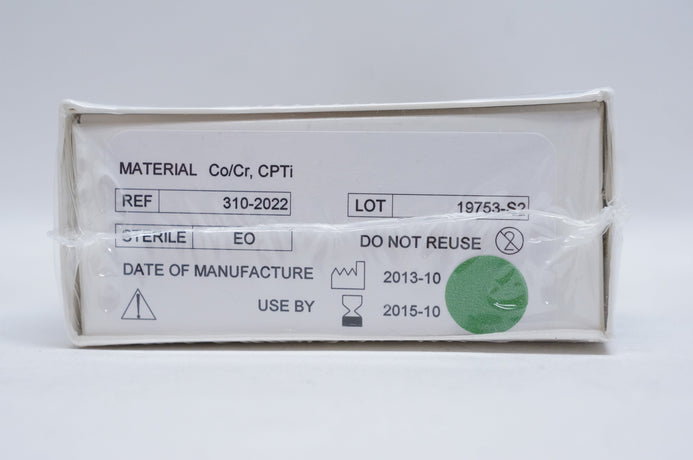 MATERIAL Co/Cr, CPTi
REF 310-2022 LOT 19753-S2
STERILE EO DO NOT REUSE 2
DATE OF MANUFACTURE 2013-10
USE BY 2015-10